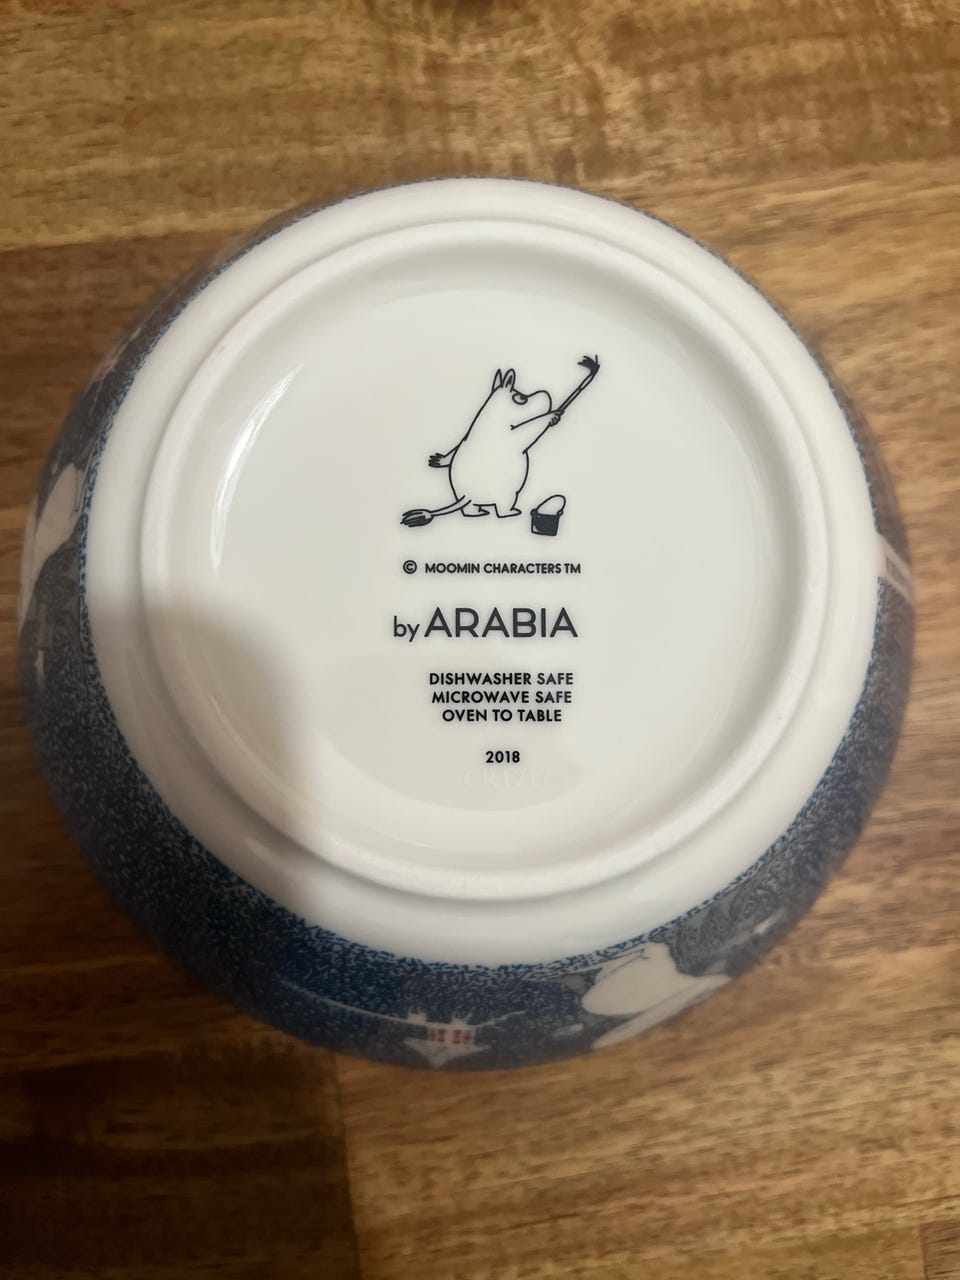 © MOOMIN CHARACTERS TM
by ARABIA
DISHWASHER SAFE
MICROWAVE SAFE
OVEN TO TABLE
2018